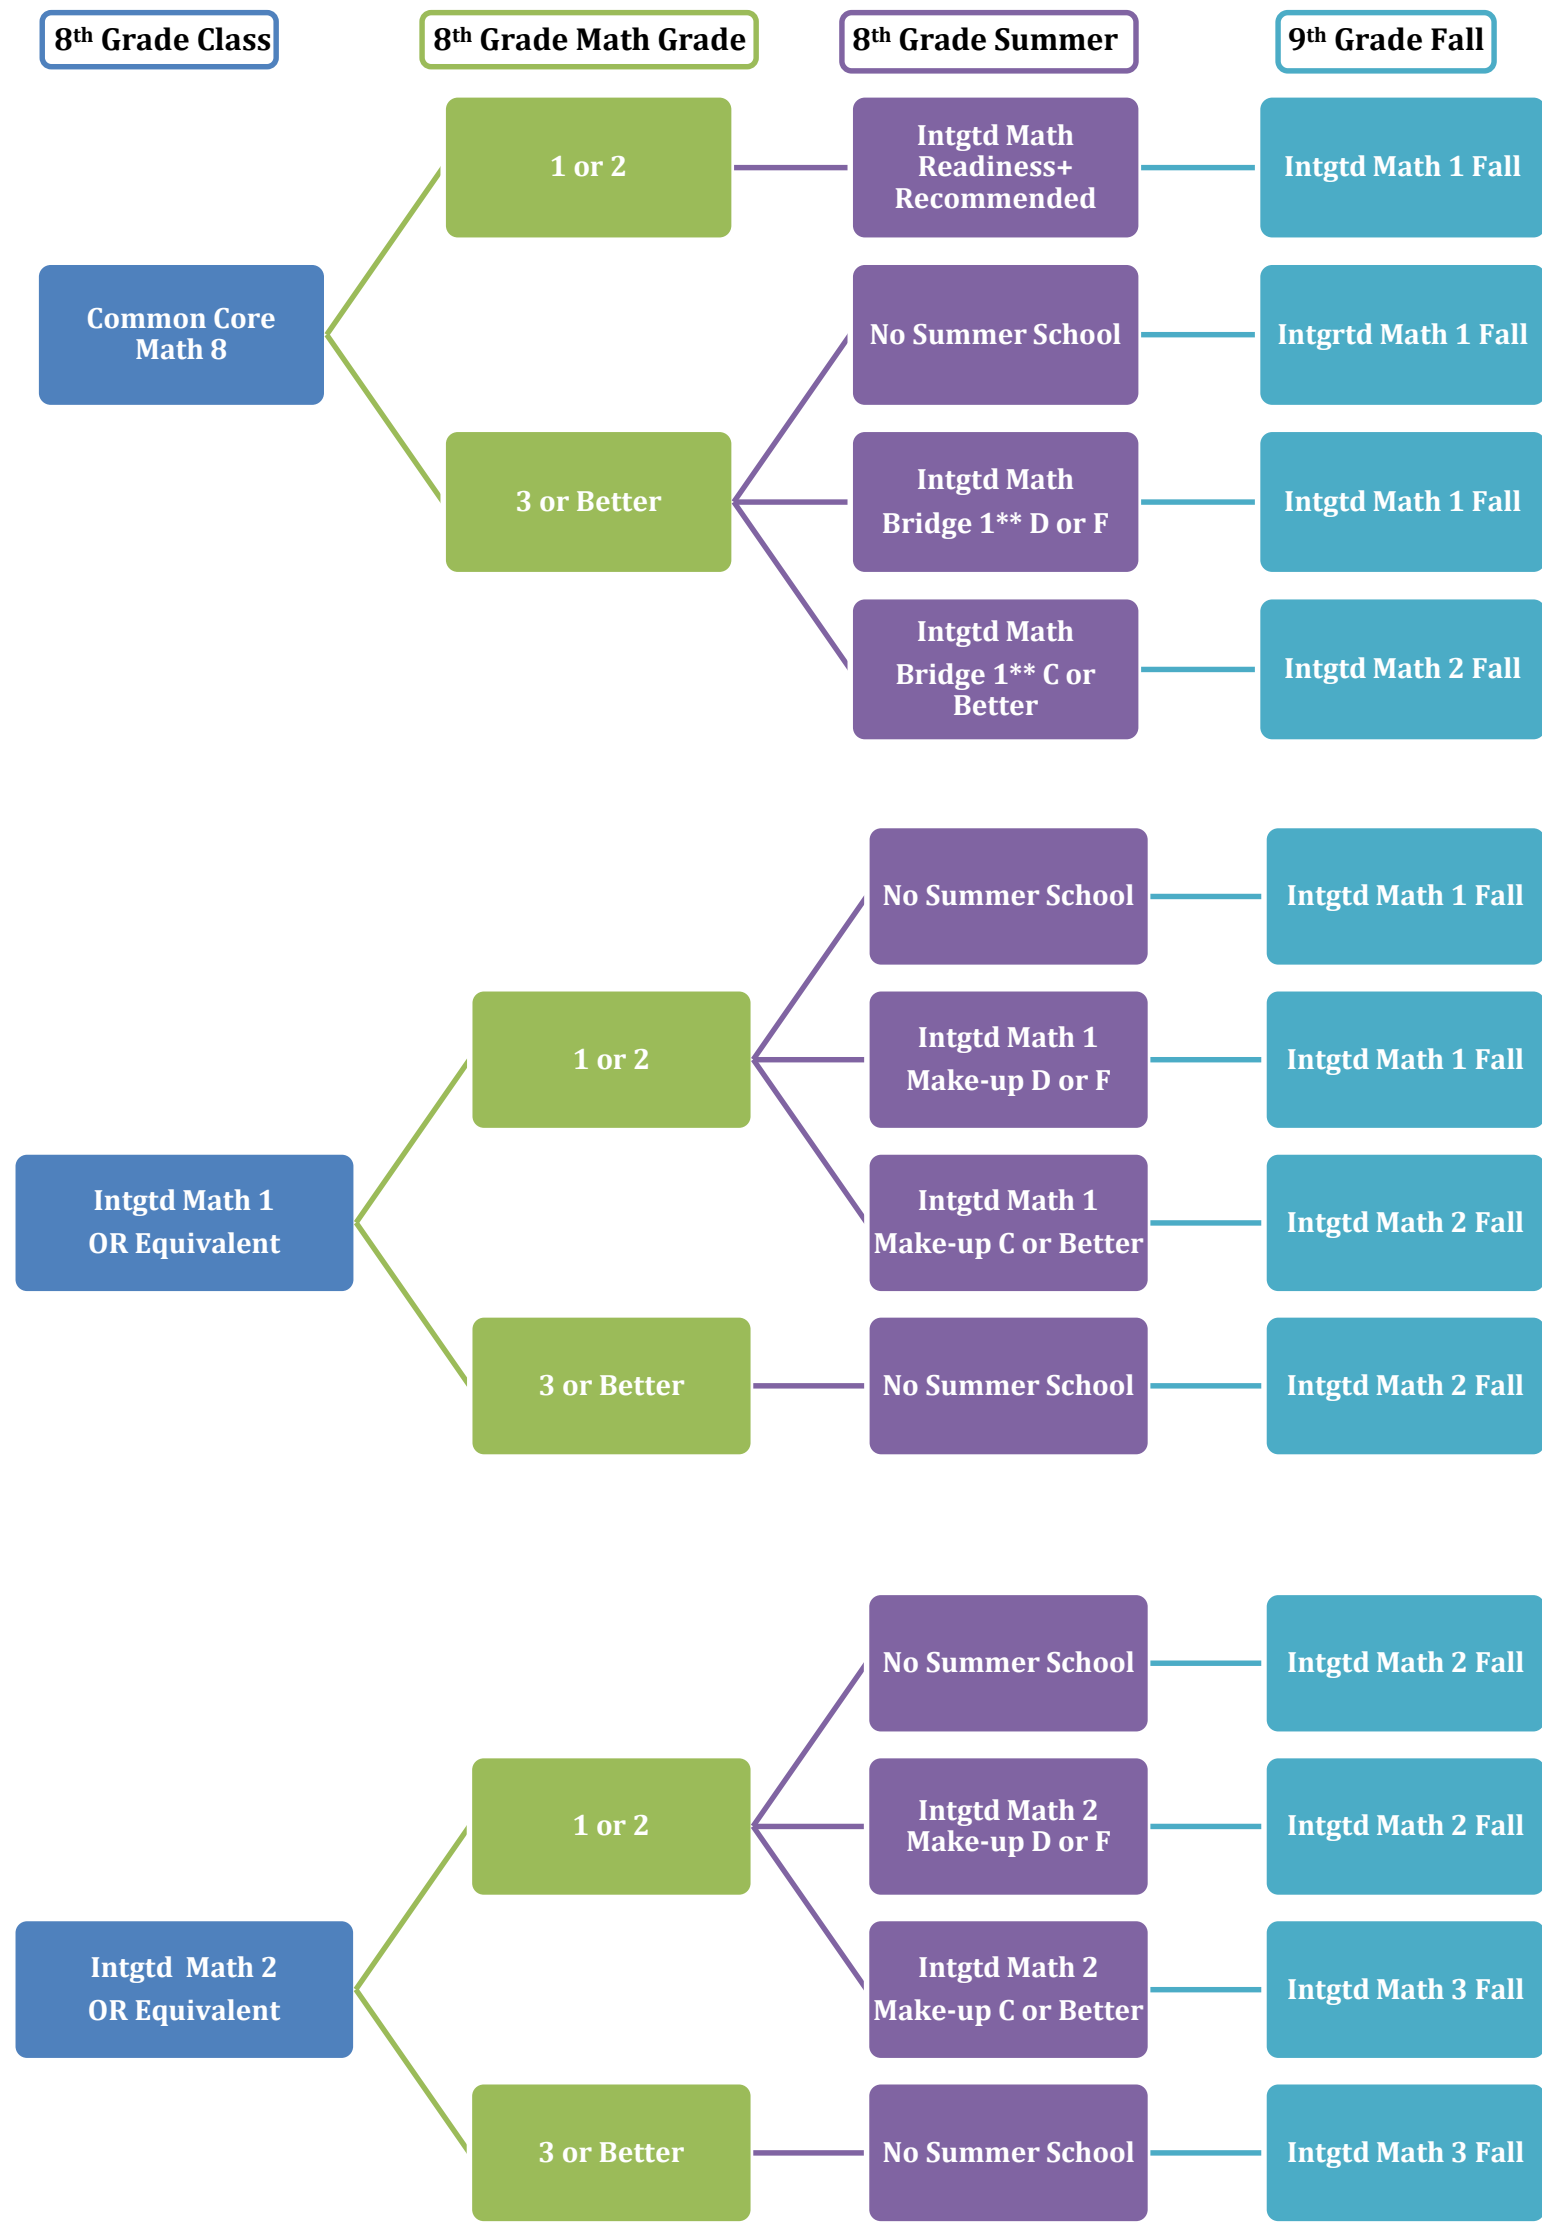 8th Grade Class
8th Grade Math Grade
8th Grade Summer
9th Grade Fall
Common Core
Math 8
1 or 2
Intgtd Math
Readiness+
Recommended
Intgtd Math 1 Fall
3 or Better
No Summer School
Intgrtd Math 1 Fall
Intgtd Math
Bridge 1** D or F
Intgtd Math 1 Fall
Intgtd Math
Bridge 1** C or
Better
Intgtd Math 2 Fall
Intgtd Math 1
OR Equivalent
1 or 2
No Summer School
Intgtd Math 1 Fall
Intgtd Math 1
Make-up D or F
Intgtd Math 1 Fall
Intgtd Math 1
Make-up C or Better
Intgtd Math 2 Fall
3 or Better
No Summer School
Intgtd Math 2 Fall
Intgtd Math 2
OR Equivalent
1 or 2
No Summer School
Intgtd Math 2 Fall
Intgtd Math 2
Make-up D or F
Intgtd Math 2 Fall
Intgtd Math 2
Make-up C or Better
Intgtd Math 3 Fall
3 or Better
No Summer School
Intgtd Math 3 Fall